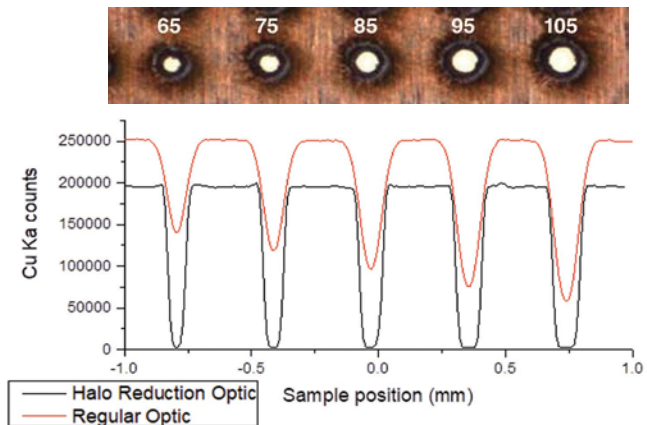 65 75 85 95 105
250000
200000
150000
100000
50000
0
Cu Ka counts
-1.0 -0.5 0.0 0.5 1.0
Sample position (mm)
Halo Reduction Optic
Regular Optic